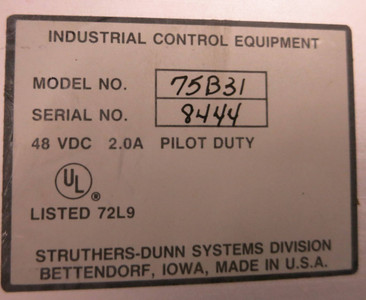 INDUSTRIAL CONTROL EQUIPMENT
MODEL NO. 75B31
SERIAL NO. 8444
48 VDC 2.0A PILOT DUTY
UL ®
LISTED 72L9
STRUTHERS-DUNN SYSTEMS DIVISION
BETTENDORF, IOWA, MADE IN U.S.A.